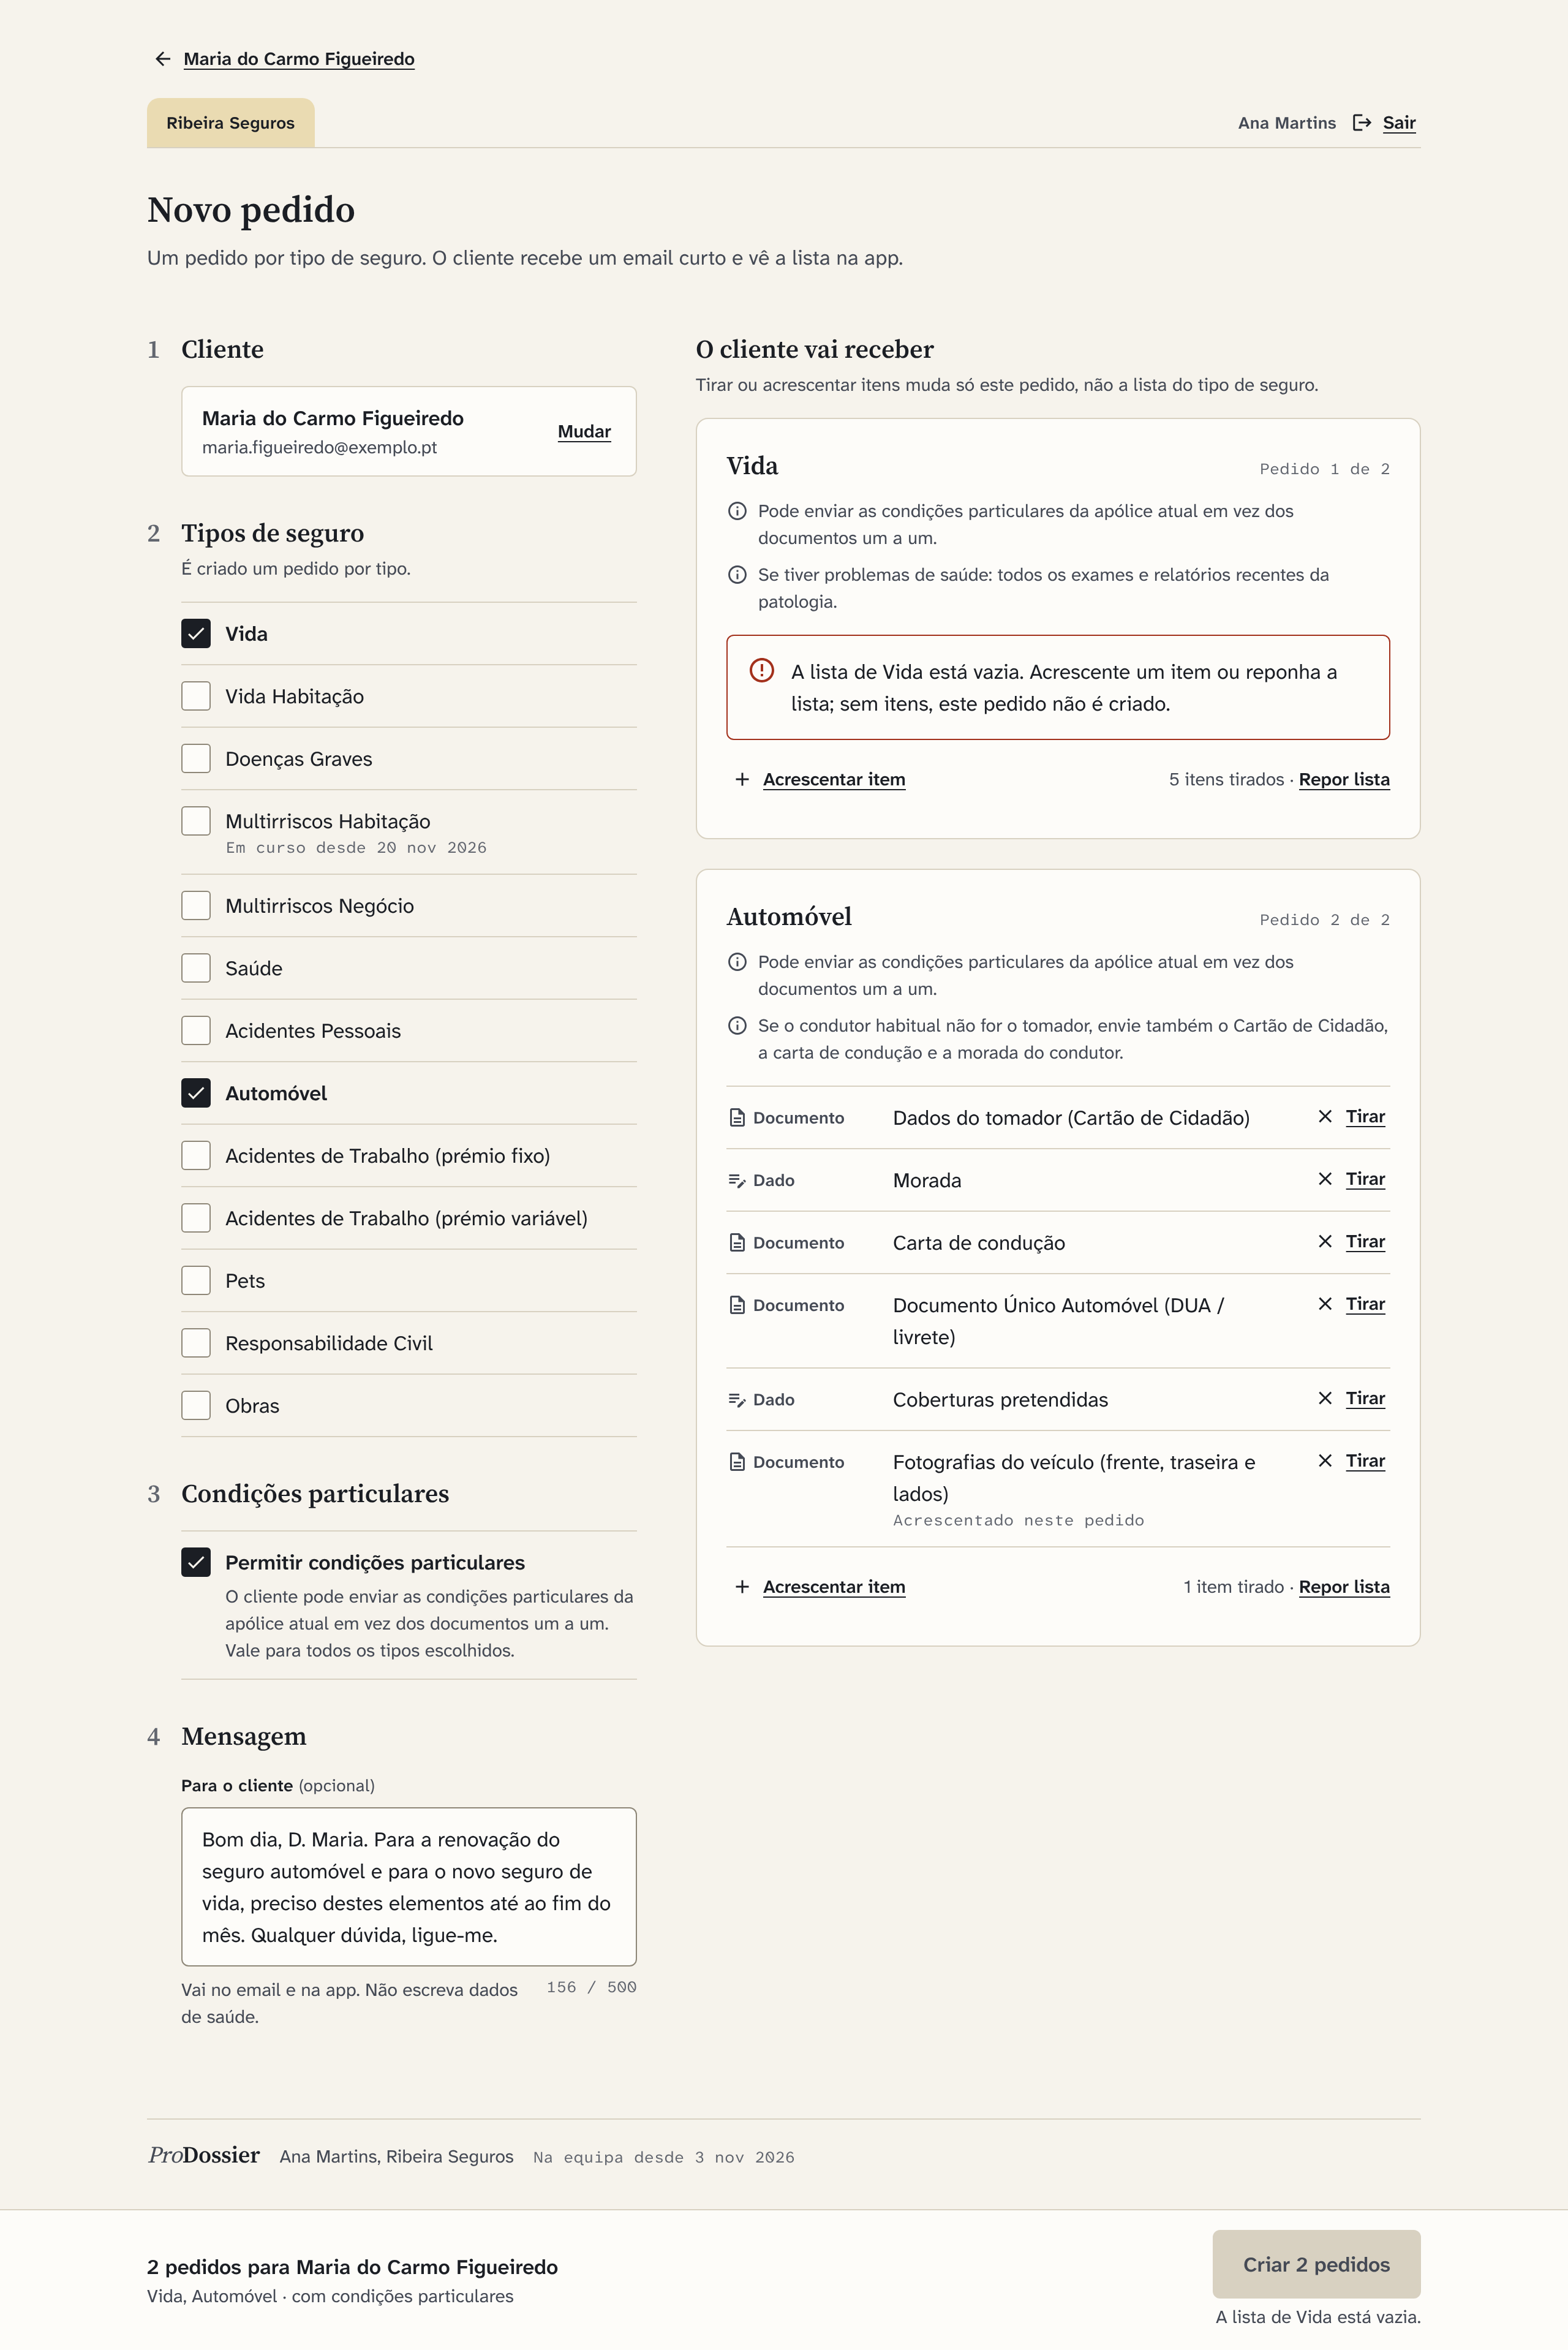 Maria do Carmo Figueiredo
Ribeira Seguros
Ana Martins Sair
Novo pedido
Um pedido por tipo de seguro. O cliente recebe um email curto e vê a lista na app.
1 Cliente
Maria do Carmo Figueiredo
maria.figueiredo@exemplo.pt
Mudar
2 Tipos de seguro
É criado um pedido por tipo.
Vida
Vida Habitação
Doenças Graves
Multirriscos Habitação
Em curso desde 20 nov 2026
Multirriscos Negócio
Saúde
Acidentes Pessoais
Automóvel
Acidentes de Trabalho (prémio fixo)
Acidentes de Trabalho (prémio variável)
Pets
Responsabilidade Civil
Obras
3 Condições particulares
Permitir condições particulares
O cliente pode enviar as condições particulares da
apólice atual em vez dos documentos um a um.
Vale para todos os tipos escolhidos.
4 Mensagem
Para o cliente (opcional)
Bom dia, D. Maria. Para a renovação do
seguro automóvel e para o novo seguro de
vida, preciso destes elementos até ao fim do
mês. Qualquer dúvida, ligue-me.
Vai no email e na app. Não escreva dados
de saúde.
156 / 500
O cliente vai receber
Tirar ou acrescentar itens muda só este pedido, não a lista do tipo de seguro.
Vida
Pedido 1 de 2
Pode enviar as condições particulares da apólice atual em vez dos
documentos um a um.
Se tiver problemas de saúde: todos os exames e relatórios recentes da
patologia.
A lista de Vida está vazia. Acrescente um item ou reponha a
lista; sem itens, este pedido não é criado.
Acrescentar item
5 itens tirados · Repor lista
Automóvel
Pedido 2 de 2
Pode enviar as condições particulares da apólice atual em vez dos
documentos um a um.
Se o condutor habitual não for o tomador, envie também o Cartão de Cidadão,
a carta de condução e a morada do condutor.
Documento Dados do tomador (Cartão de Cidadão) Tirar
Dado Morada Tirar
Documento Carta de condução Tirar
Documento Documento Único Automóvel (DUA / Tirar
livrete)
Dado Coberturas pretendidas Tirar
Documento Fotografias do veículo (frente, traseira e Tirar
lados)
Acrescentado neste pedido
Acrescentar item
1 item tirado · Repor lista
ProDossier Ana Martins, Ribeira Seguros Na equipa desde 3 nov 2026
2 pedidos para Maria do Carmo Figueiredo
Vida, Automóvel · com condições particulares
Criar 2 pedidos
A lista de Vida está vazia.